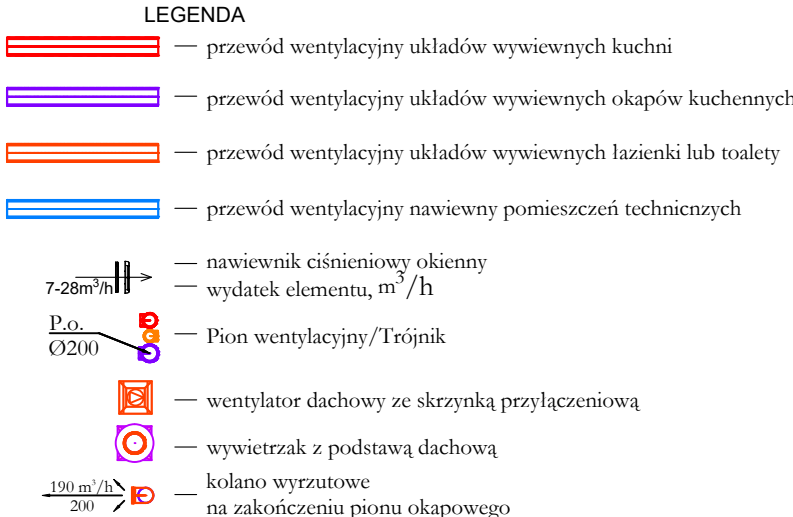 LEGENDA
— przewód wentylacyjny układów wywiewnych kuchni
— przewód wentylacyjny układów wywiewnych okapów kuchennych
— przewód wentylacyjny układów wywiewnych łazienki lub toalety
— przewód wentylacyjny nawiewny pomieszczeń technicnzych
— nawiewnik ciśnieniowy okienny
7-28m³/h — wydatek elementu, m³/h
P.o.
Ø200
— Pion wentylacyjny/Trójnik
— wentylator dachowy ze skrzynką przyłączeniową
— wywietrzak z podstawą dachową
190 m³/h
200
— kolano wyrzutowe
na zakończeniu pionu okapowego